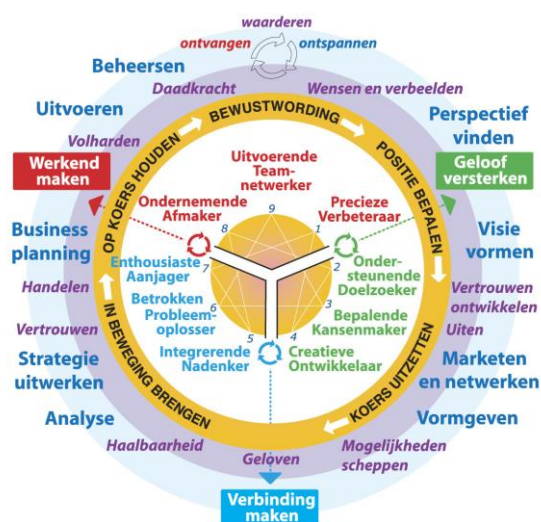 waarderen
ontvangen
ontspannen
Beheersen
Daadkracht
Wensen en verbeelden
Uitvoeren
Perspectief
vinden
Volharden
Werkend
maken
Geloof
versterken
BEWUSTWORDING
POSITIE BEPALEN
KOERS UITZETTEN
IN BEWEGING BRENGEN
OP KOERS HOUDEN
Uitvoerende
Team-
netwerker
Ondernemende
Afmaker
Precieze
Verbeteraar
9
8
1
7
2
6
3
5
4
Enthousiaste
Aanjager
Onder-
steunende
Doelzoeker
Betrokken
Probleem-
oplosser
Bepalende
Kansenmaker
Integrerende
Nadenker
Creatieve
Ontwikkelaar
Business
planning
Visie
vormen
Handelen
Vertrouwen
ontwikkelen
Vertrouwen
Uiten
Strategie
uitwerken
Marketen
en netwerken
Analyse
Vormgeven
Haalbaarheid
Geloven
Mogelijkheden
scheppen
Verbinding
maken